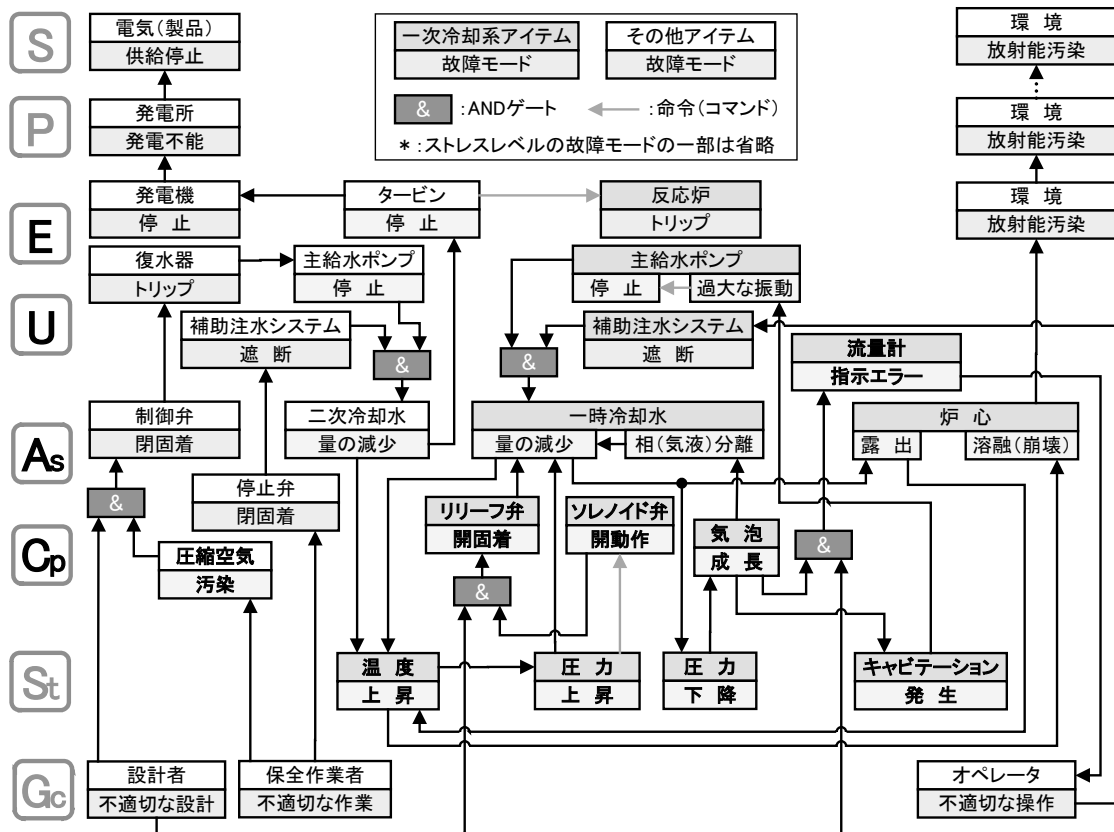 S
電気(製品)
供給停止
一次冷却系アイテム
故障モード
その他アイテム
故障モード
& :ANDゲート
:命令(コマンド)
* :ストレスレベルの故障モードの一部は省略
環 境
放射能汚染
P
発電所
発電不能
環 境
放射能汚染
E
発電機
停 止
タービン
停 止
反応炉
トリップ
環 境
放射能汚染
復水器
トリップ
主給水ポンプ
停 止
主給水ポンプ
停 止
過大な振動
U
補助注水システム
遮 断
&
&
補助注水システム
遮 断
流量計
指示エラー
As
制御弁
閉固着
二次冷却水
量の減少
一時冷却水
量の減少
相(気液)分離
炉 心
露 出
溶融(崩壊)
&
停止弁
閉固着
リリーフ弁
開固着
ソレノイド弁
開動作
気 泡
成 長
&
Cp
圧縮空気
汚染
&
St
温 度
上 昇
圧 力
上 昇
圧 力
下 降
キャビテーション
発 生
Gc
設計者
不適切な設計
保全作業者
不適切な作業
オペレータ
不適切な操作